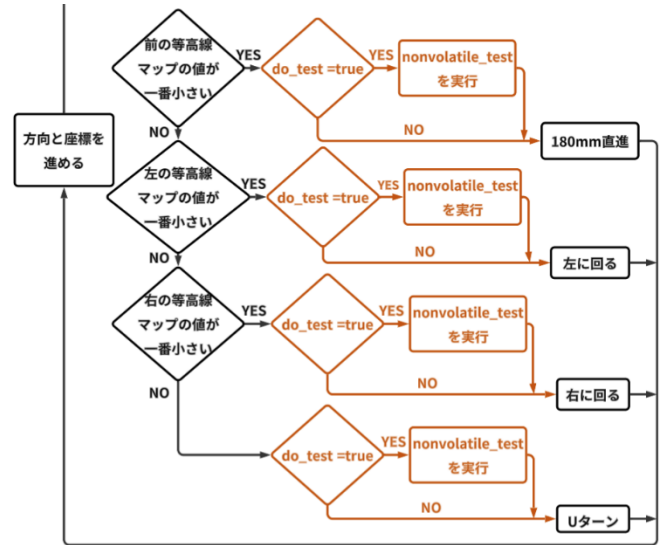 前の等高線
マップの値が
一番小さい
YES
do_test =true
YES
nonvolatile_test
を実行
NO
NO
180mm直進
方向と座標を
進める
左の等高線
マップの値が
一番小さい
YES
do_test =true
YES
nonvolatile_test
を実行
NO
NO
左に回る
右の等高線
マップの値が
一番小さい
YES
do_test =true
YES
nonvolatile_test
を実行
NO
NO
右に回る
do_test =true
YES
nonvolatile_test
を実行
NO
Uターン